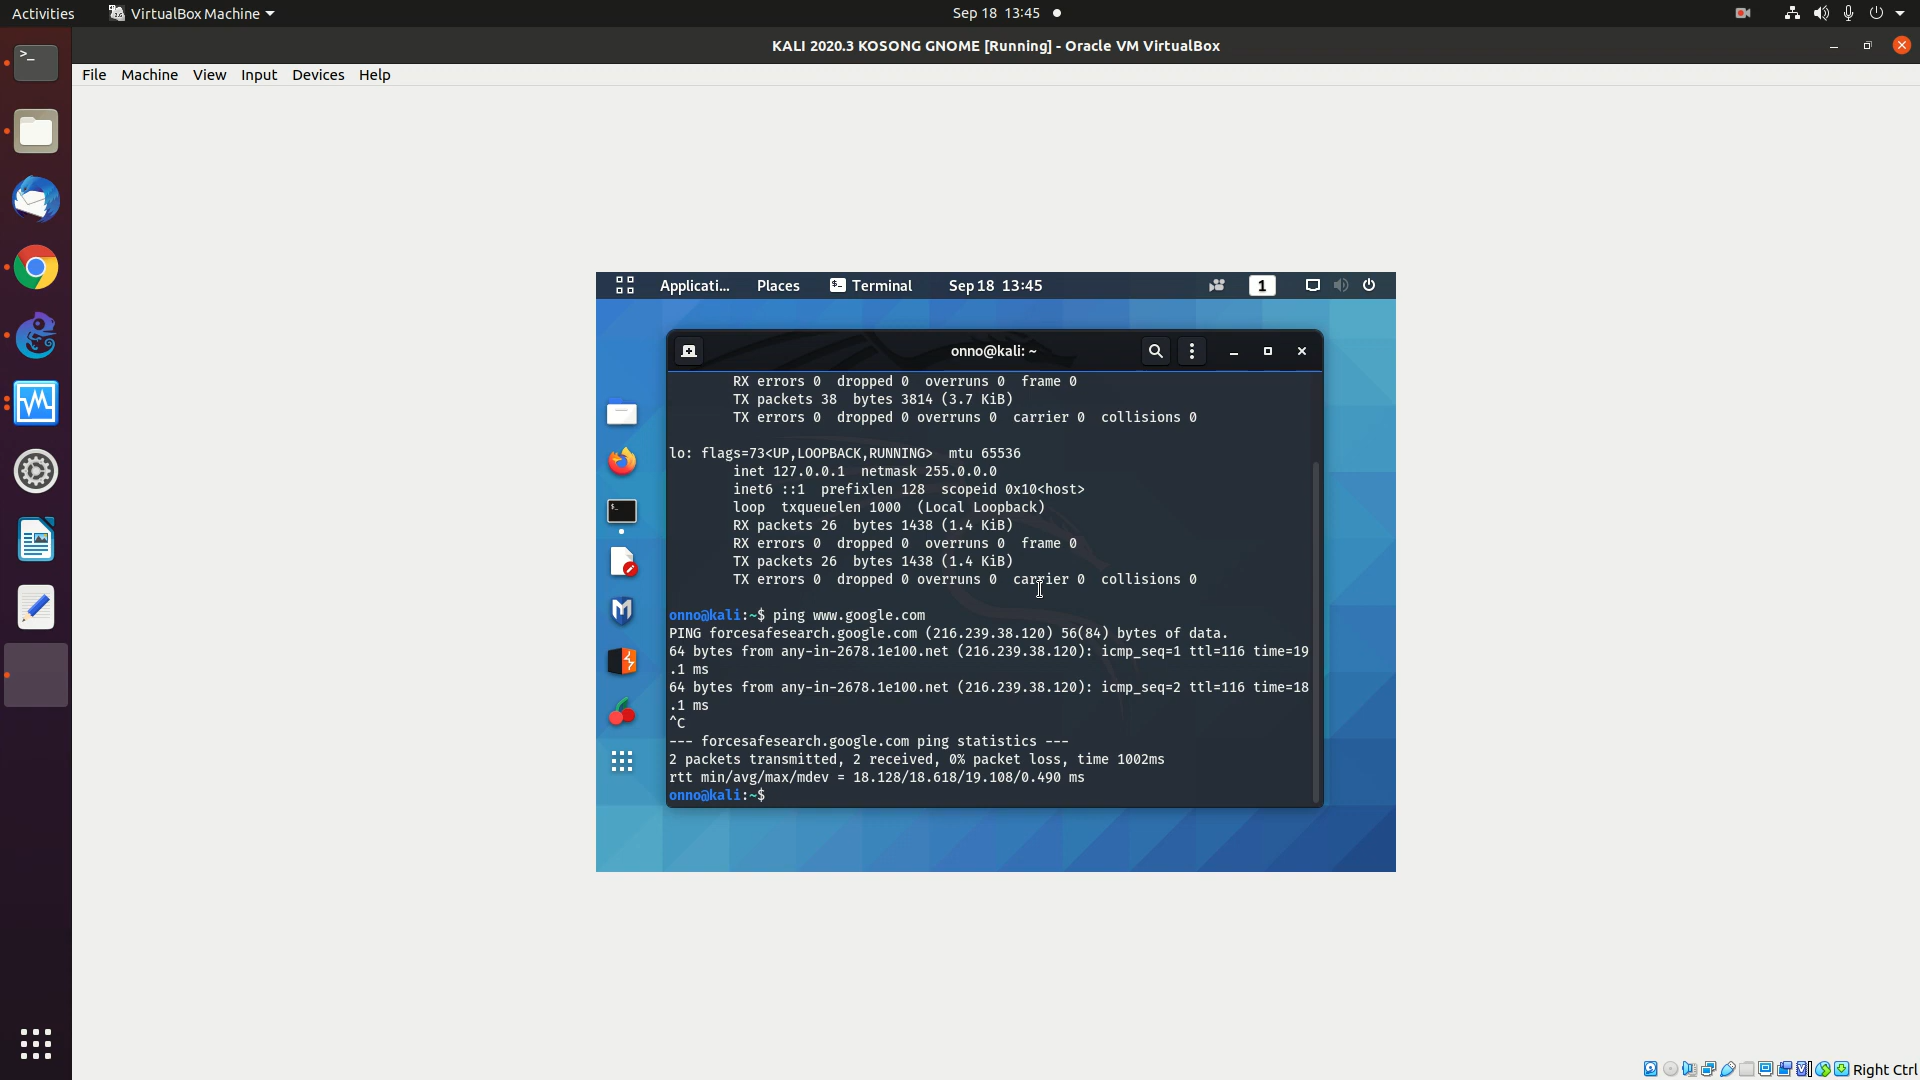 Activities
VirtualBox Machine
Sep 18 13:45
KALI 2020.3 KOSONG GNOME [Running] - Oracle VM VirtualBox
File Machine View Input Devices Help
Applicati... Places Terminal Sep 18 13:45 1
onno@kali: ~
RX errors 0 dropped 0 overruns 0 frame 0
TX packets 38 bytes 3814 (3.7 KiB)
TX errors 0 dropped 0 overruns 0 carrier 0 collisions 0
lo: flags=73<UP,LOOPBACK,RUNNING> mtu 65536
inet 127.0.0.1 netmask 255.0.0.0
inet6 ::1 prefixlen 128 scopeid 0x10<host>
loop txqueuelen 1000 (Local Loopback)
RX packets 26 bytes 1438 (1.4 KiB)
RX errors 0 dropped 0 overruns 0 frame 0
TX packets 26 bytes 1438 (1.4 KiB)
TX errors 0 dropped 0 overruns 0 carrier 0 collisions 0
onno@kali:~$ ping www.google.com
PING forcesafesearch.google.com (216.239.38.120) 56(84) bytes of data.
64 bytes from any-in-2678.1e100.net (216.239.38.120): icmp_seq=1 ttl=116 time=19
.1 ms
64 bytes from any-in-2678.1e100.net (216.239.38.120): icmp_seq=2 ttl=116 time=18
.1 ms
^C
--- forcesafesearch.google.com ping statistics ---
2 packets transmitted, 2 received, 0% packet loss, time 1002ms
rtt min/avg/max/mdev = 18.128/18.618/19.108/0.490 ms
onno@kali:~$
Right Ctrl